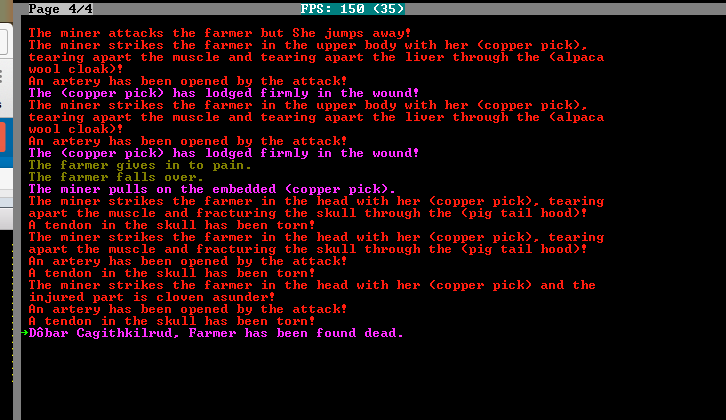 Page 4/4 FPS: 150 (35)
The miner attacks the farmer but She jumps away!
The miner strikes the farmer in the upper body with her (copper pick),
tearing apart the muscle and tearing apart the liver through the (alpaca
wool cloak)!
An artery has been opened by the attack!
The (copper pick) has lodged firmly in the wound!
The miner strikes the farmer in the upper body with her (copper pick),
tearing apart the muscle and tearing apart the liver through the (alpaca
wool cloak)!
An artery has been opened by the attack!
The (copper pick) has lodged firmly in the wound!
The farmer gives in to pain.
The farmer falls over.
The miner pulls on the embedded (copper pick).
The miner strikes the farmer in the head with her (copper pick), tearing
apart the muscle and fracturing the skull through the (pig tail hood)!
A tendon in the skull has been torn!
The miner strikes the farmer in the head with her (copper pick), tearing
apart the muscle and fracturing the skull through the (pig tail hood)!
An artery has been opened by the attack!
A tendon in the skull has been torn!
The miner strikes the farmer in the head with her (copper pick) and the
injured part is cloven asunder!
An artery has been opened by the attack!
A tendon in the skull has been torn!
Dôbar Cagithkilrud, Farmer has been found dead.